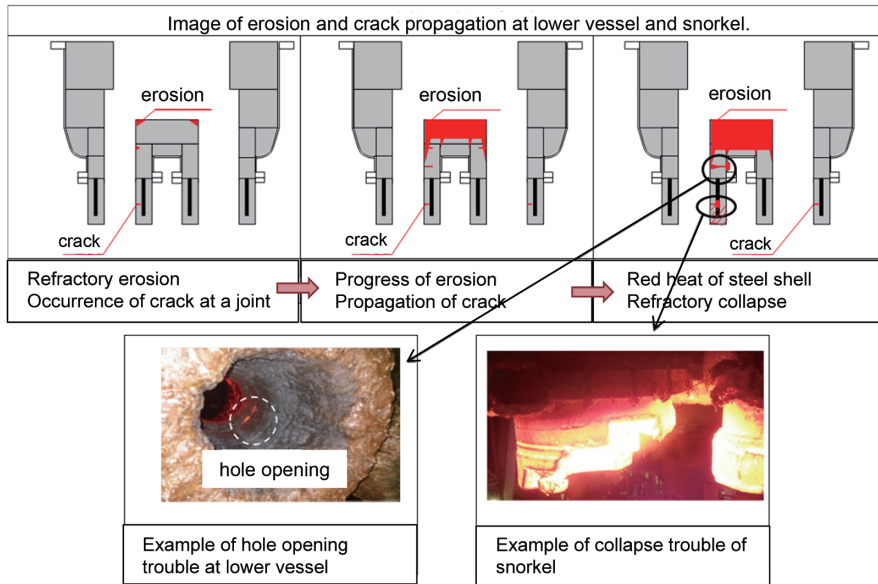 Image of erosion and crack propagation at lower vessel and snorkel.
erosion
crack
erosion
crack
erosion
crack
Refractory erosion
Occurrence of crack at a joint
Progress of erosion
Propagation of crack
Red heat of steel shell
Refractory collapse
hole opening
Example of hole opening
trouble at lower vessel
Example of collapse trouble of
snorkel